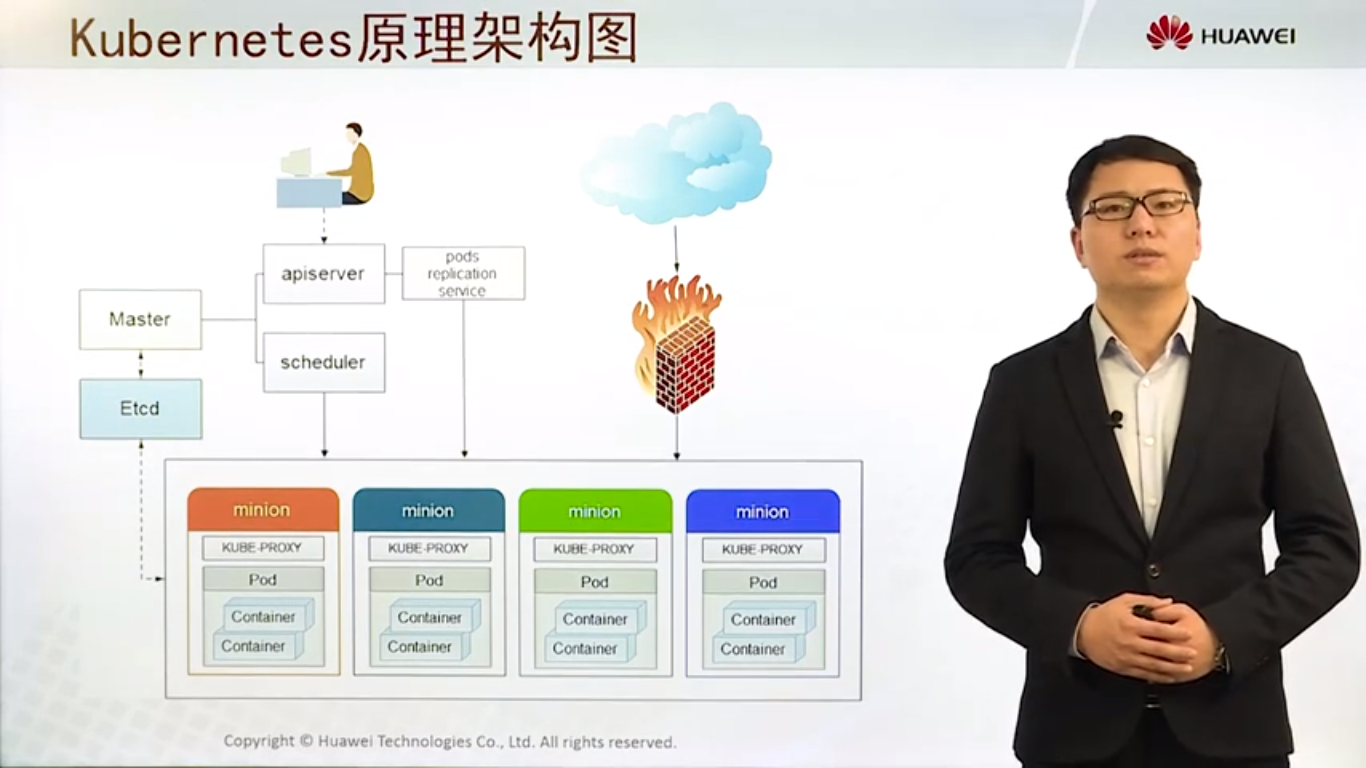 Kubernetes原理架构图
HUAWEI
apiserver
pods
replication
service
Master
scheduler
Etcd
minion
minion
minion
minion
KUBE-PROXY
KUBE-PROXY
KUBE-PROXY
KUBE-PROXY
Pod
Pod
Pod
Pod
Container
Container
Container
Container
Container
Container
Container
Container
Copyright © Huawei Technologies Co., Ltd. All rights reserved.